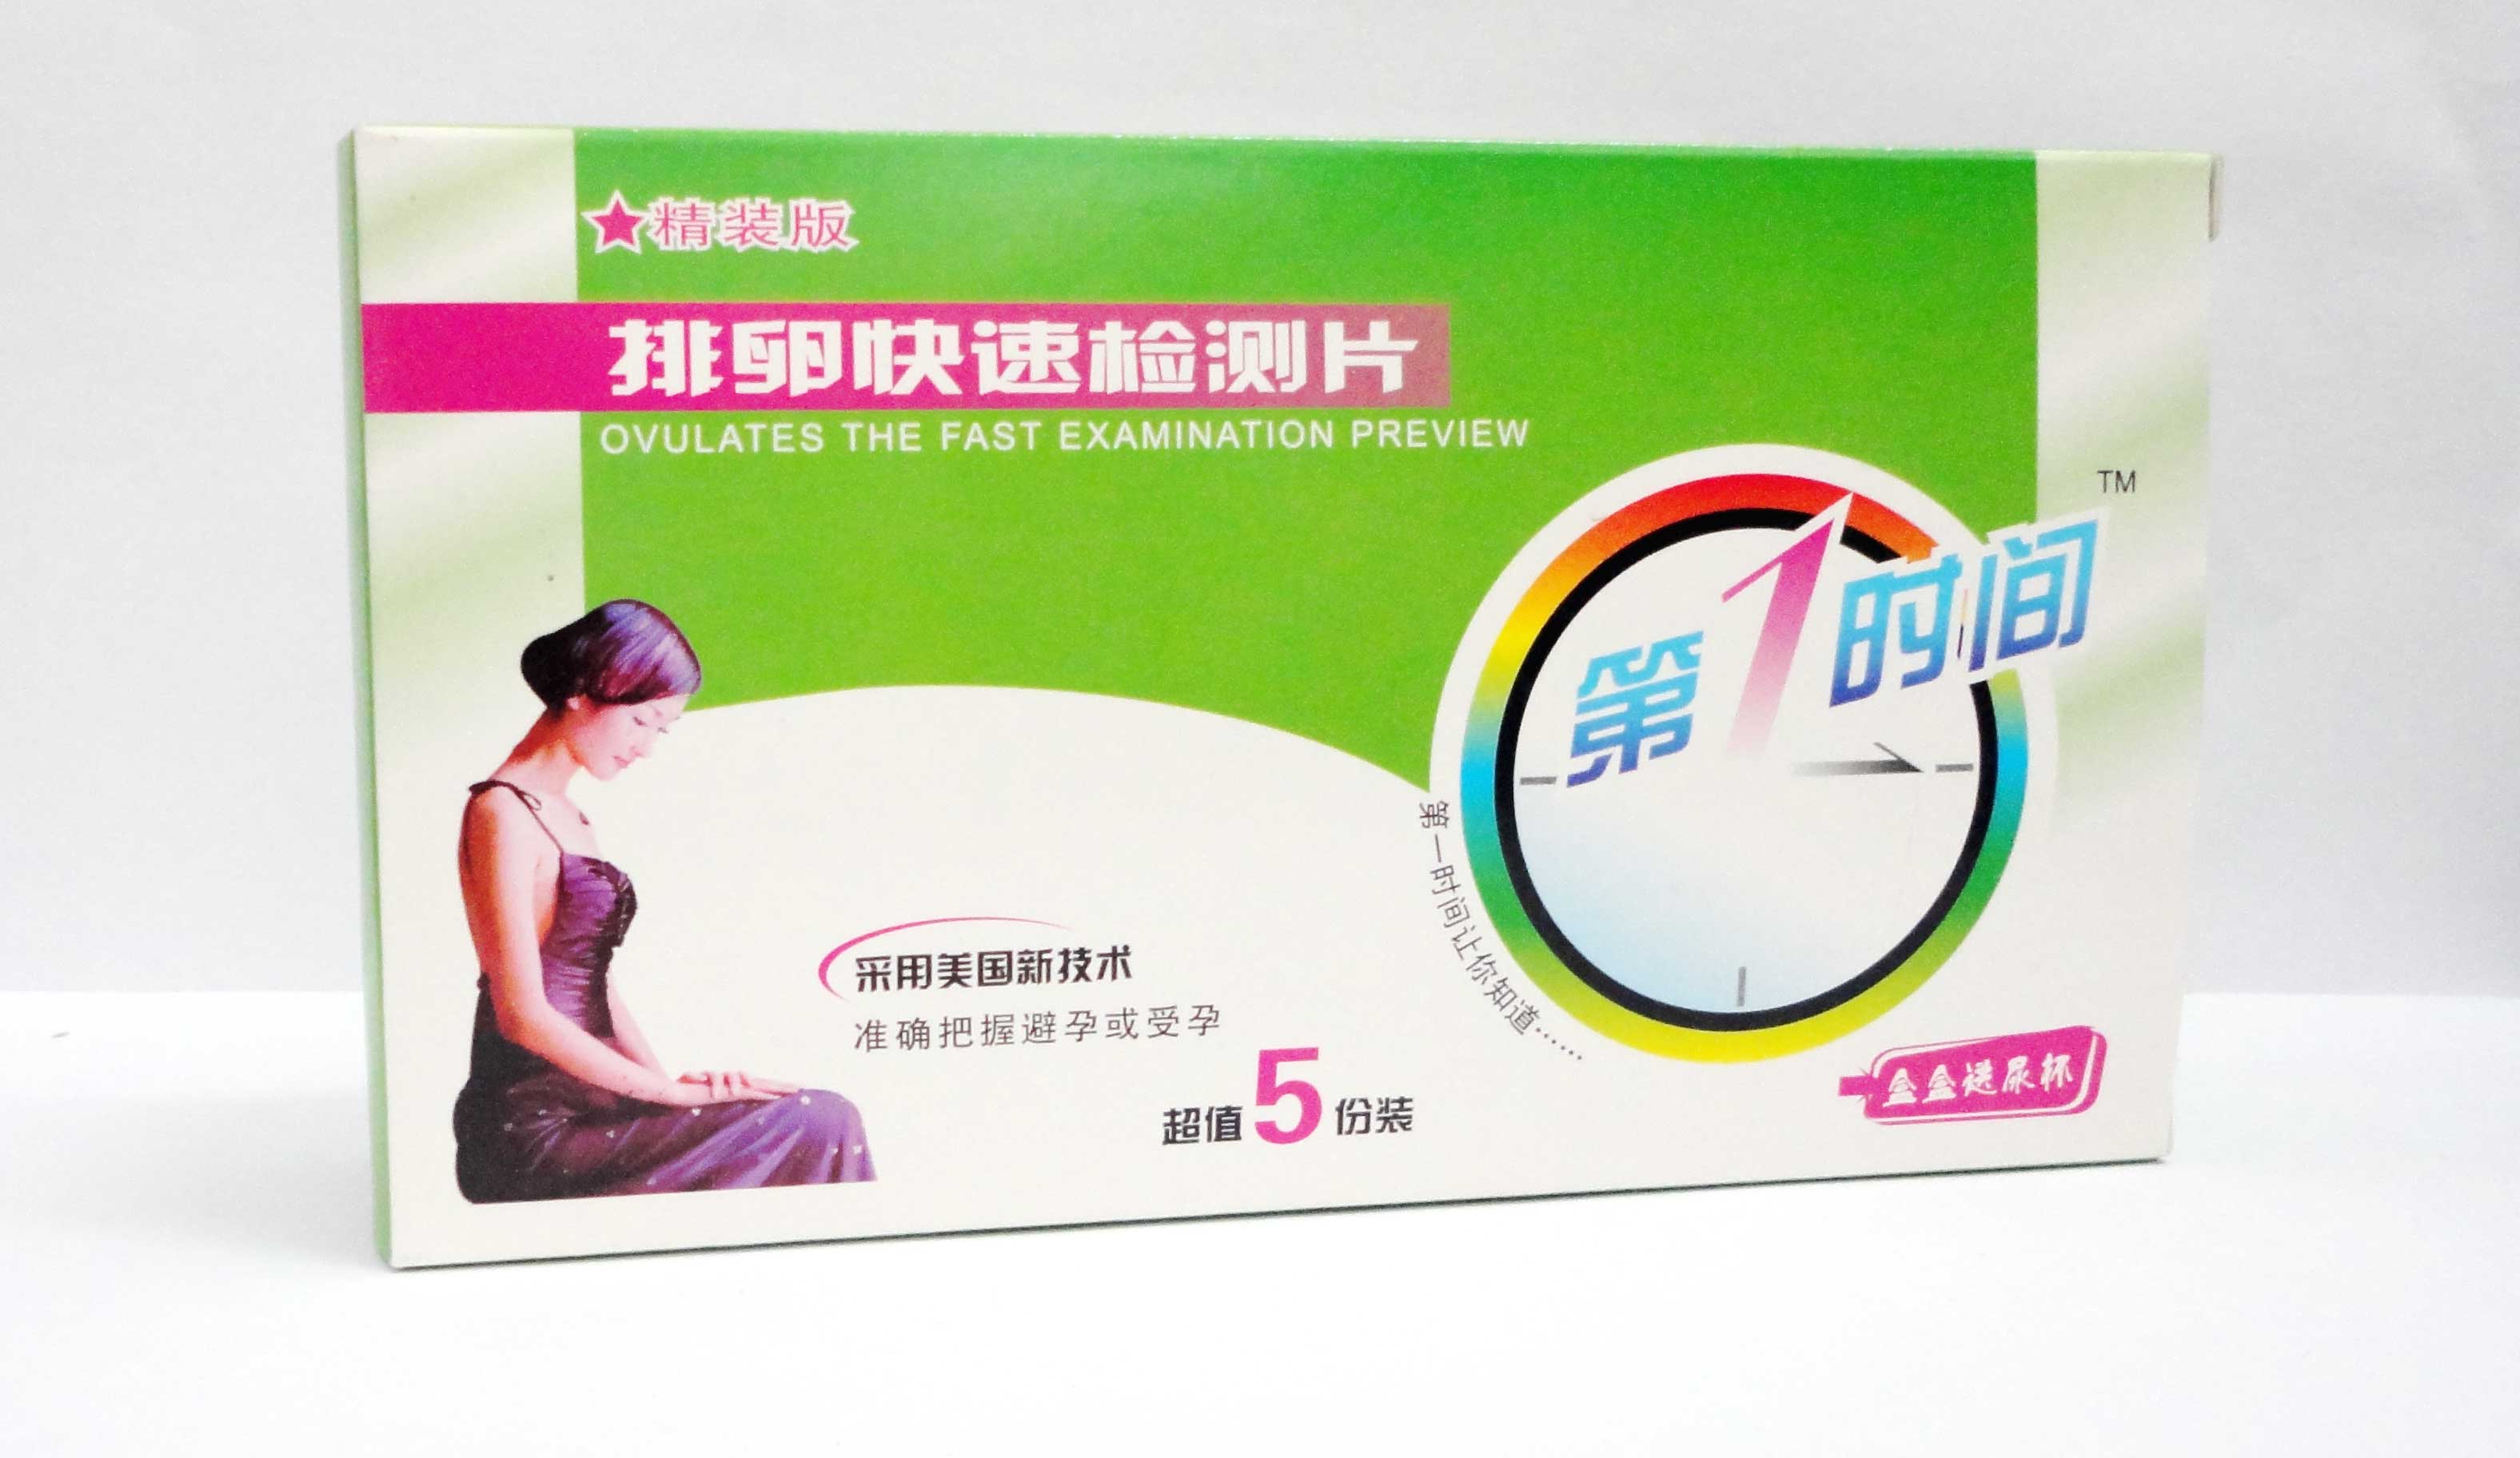 ★精装版
排卵快速检测片
OVULATES THE FAST EXAMINATION PREVIEW
第1时间
TM
第一时间让你知道……
采用美国新技术
准确把握避孕或受孕
超值5份装
盒盒送尿杯